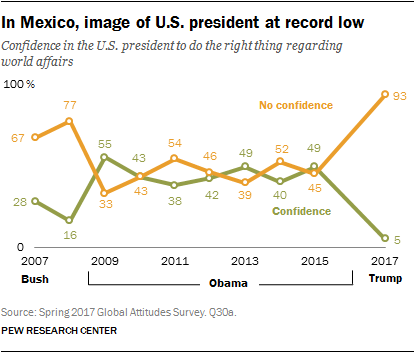 In Mexico, image of U.S. president at record low
Confidence in the U.S. president to do the right thing regarding
world affairs
100 %
67
77
55
43
54
46
49
52
49
No confidence
93
28
16
33
43
38
42
39
40
45
Confidence
5
0
2007
2009
2011
2013
2015
2017
Bush
Obama
Trump
Source: Spring 2017 Global Attitudes Survey. Q30a.
PEW RESEARCH CENTER